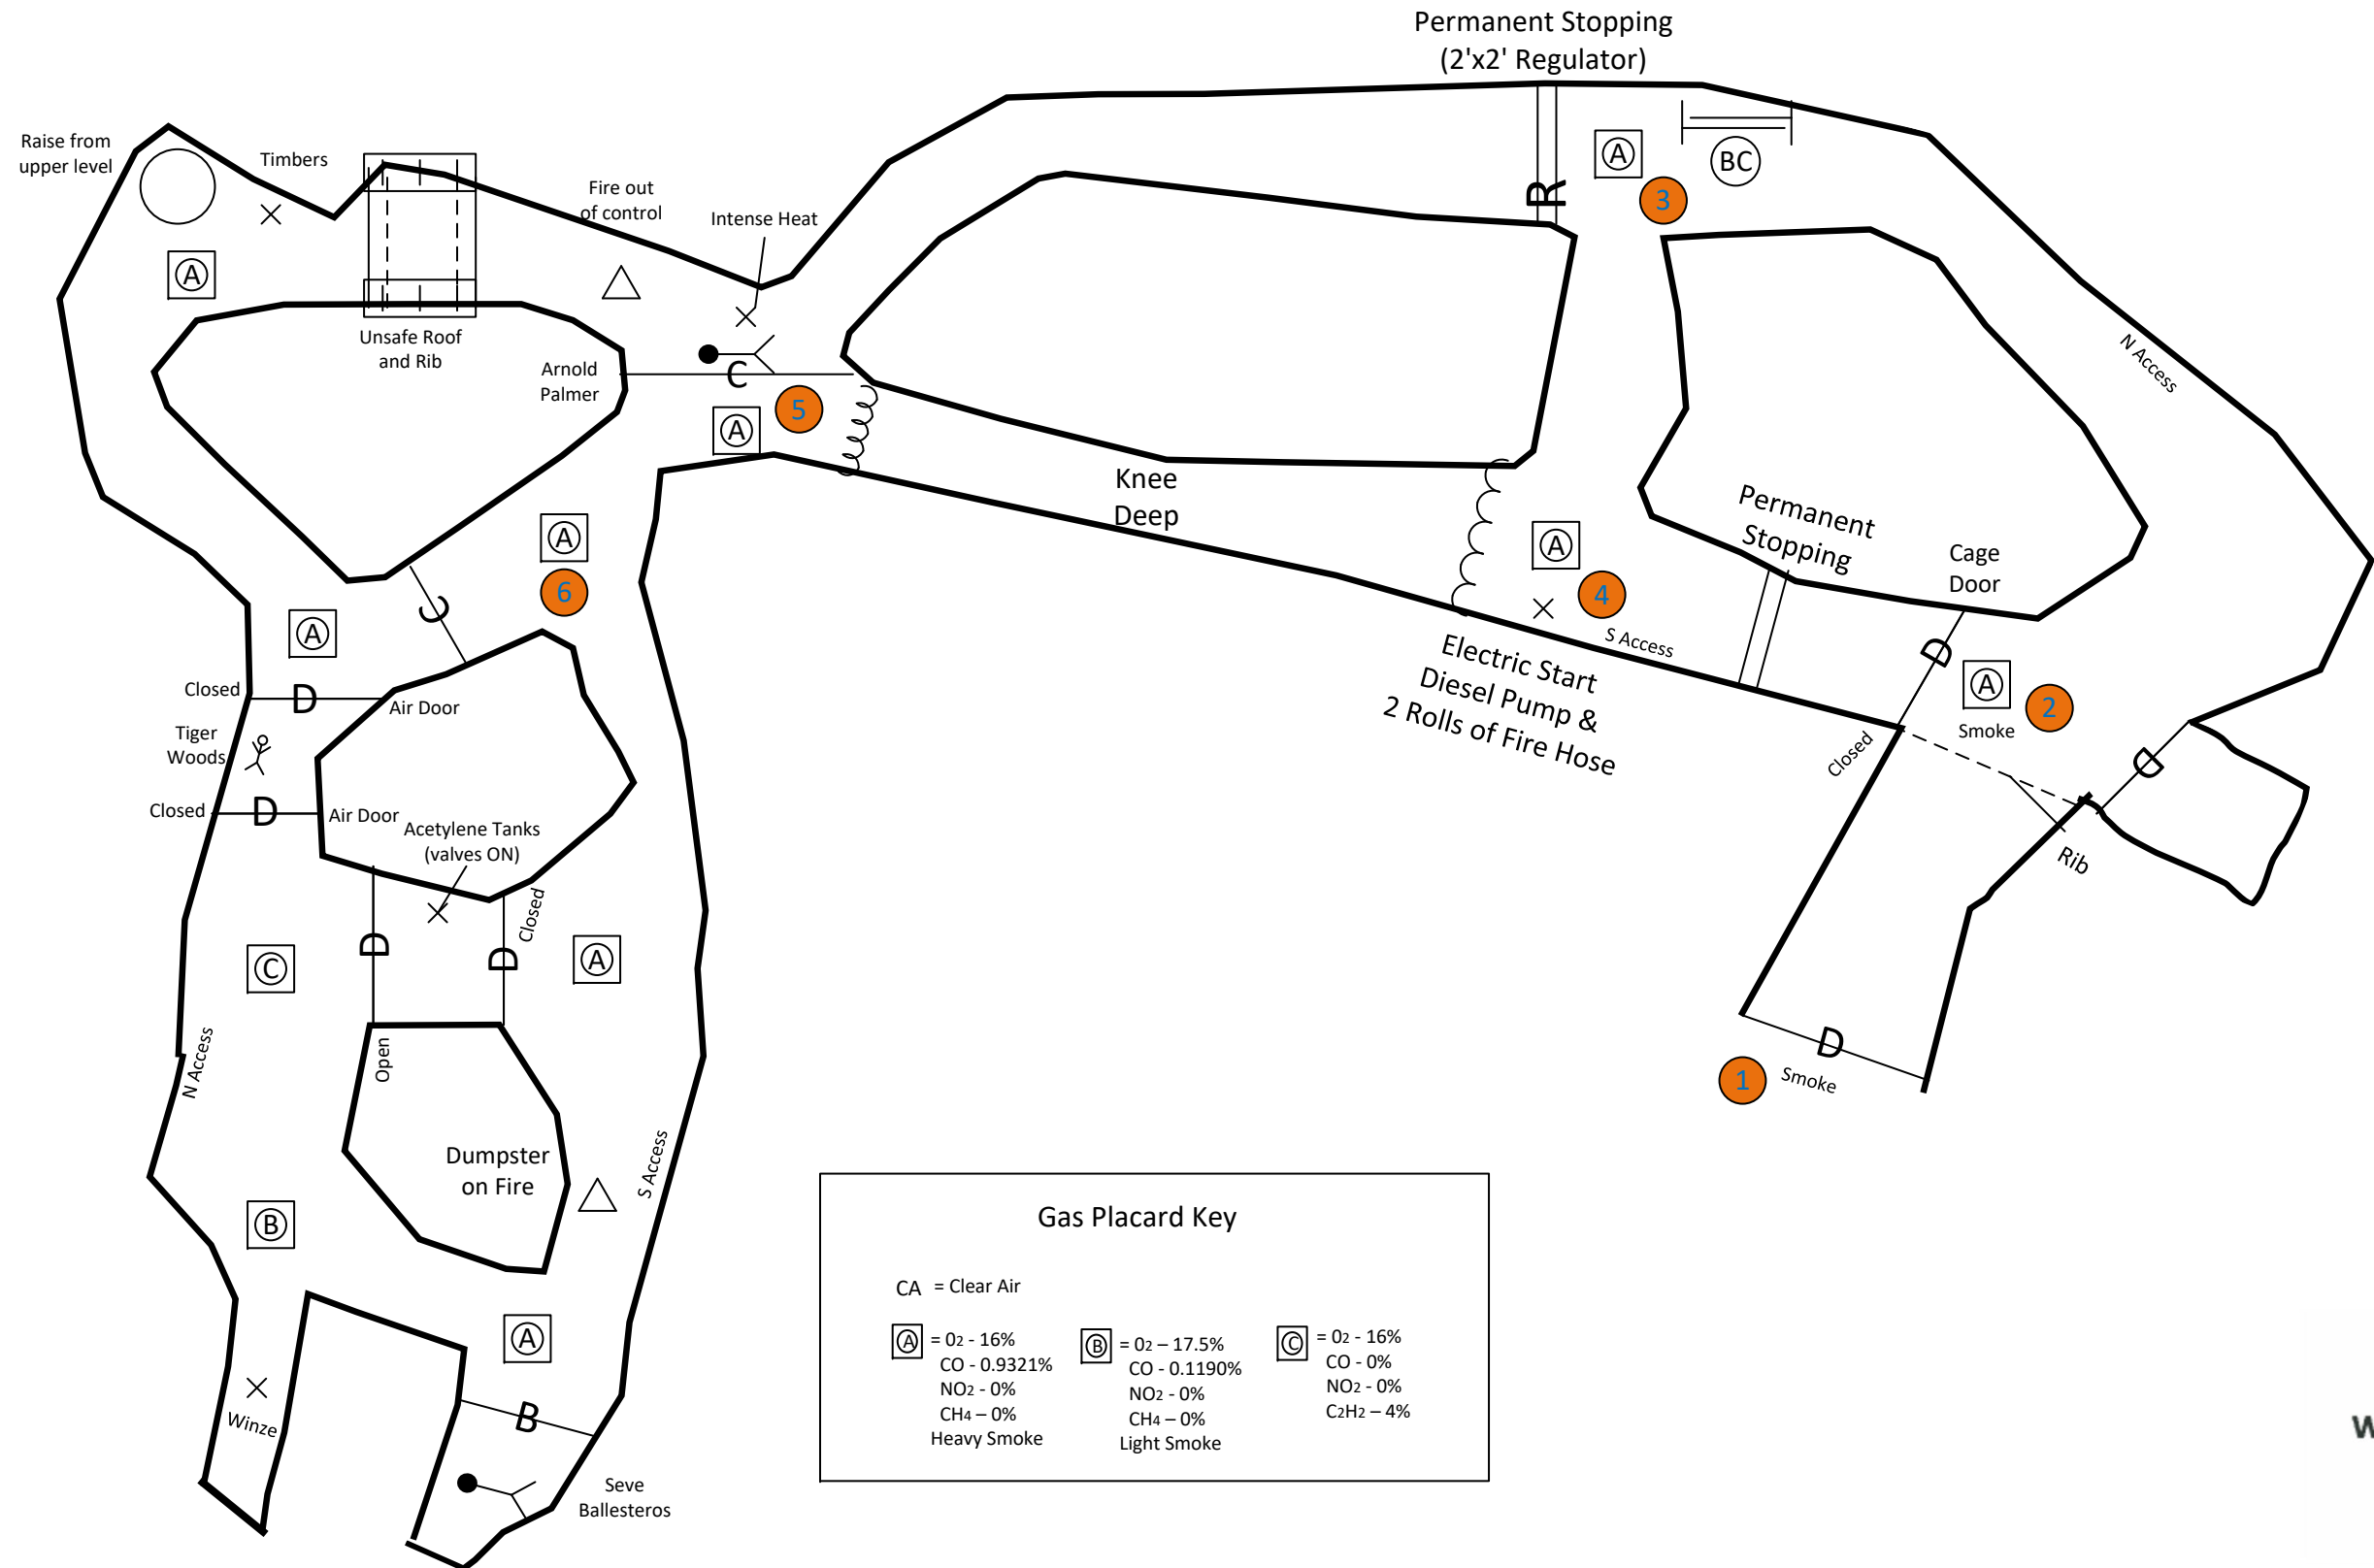 Permanent Stopping
(2'x2' Regulator)
Raise from
upper level
Timbers
Fire out
of control
Intense Heat
A
BC
R
3
A
Unsafe Roof
and Rib
Arnold
Palmer
C
5
A
N Access
Knee
Deep
Permanent
Stopping
Cage
Door
A
6
A
4
C
A
S Access
D
A
2
Smoke
Closed
D
Air Door
Electric Start
Diesel Pump &
2 Rolls of Fire Hose
Closed
D
Tiger
Woods
Closed
D
Air Door
Acetylene Tanks
(valves ON)
Rib
Closed
D
D
C
A
1
D
Smoke
Open
N Access
Dumpster
on Fire
S Access
B
A
Winze
B
Seve
Ballesteros
Gas Placard Key
CA = Clear Air
A = 02 - 16%
CO - 0.9321%
NO2 - 0%
CH4 – 0%
Heavy Smoke
B = 02 – 17.5%
CO - 0.1190%
NO2 - 0%
CH4 – 0%
Light Smoke
C = 02 - 16%
CO - 0%
NO2 - 0%
C2H2 – 4%
W